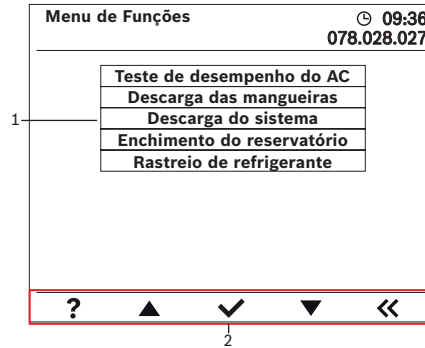 Menu de Funções
09:36
078.028.027
Teste de desempenho do AC
Descarga das mangueiras
1
Descarga do sistema
Enchimento do reservatório
Rastreio de refrigerante
?
2